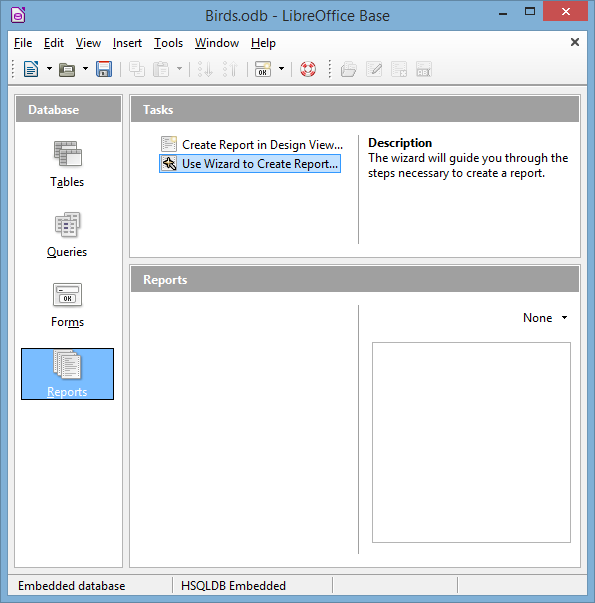 Birds.odb - LibreOffice Base
File Edit View Insert Tools Window Help
Database
Tables
Queries
Forms
Reports
Tasks
Create Report in Design View...
Use Wizard to Create Report...
Description
The wizard will guide you through the
steps necessary to create a report.
Reports
None
Embedded database
HSQLDB Embedded